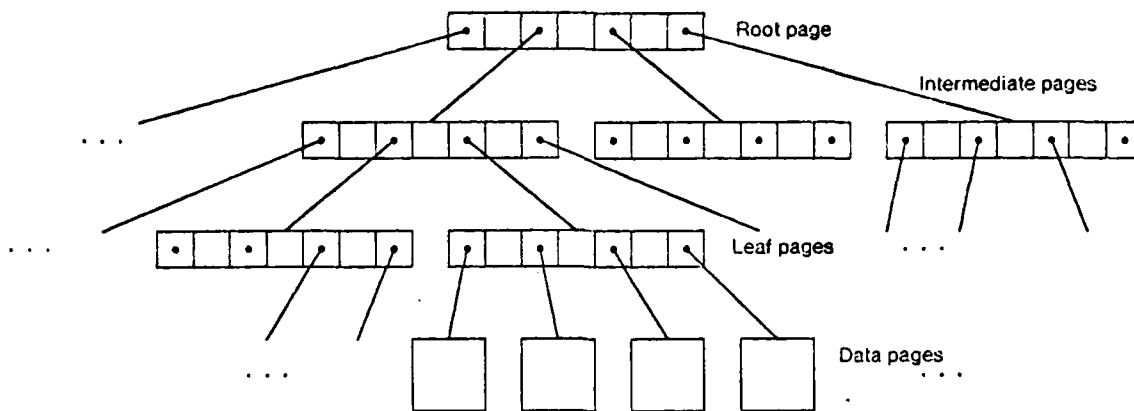 Root page
Intermediate pages
. . .
. . .
Leaf pages
. . .
Data pages
. . .
. . .